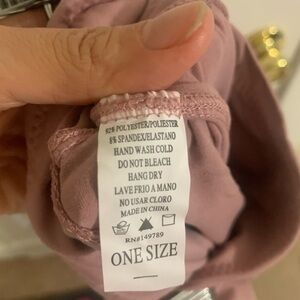 92% POLYESTER/POLIESTER
8% SPANDEX/ELASTANO
HAND WASH COLD
DO NOT BLEACH
HANG DRY
LAVE FRIO A MANO
NO USAR CLORO
MADE IN CHINA
RN#149789
ONE SIZE